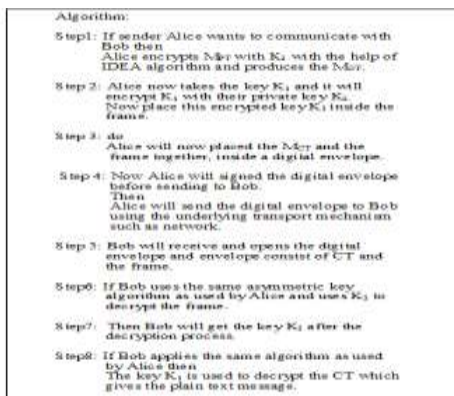 Algorithm:
Step1: If sender Alice wants to communicate with
Bob then
Alice encrypts with with the help of
IDEA algorithm and produces the
Step 2: Alice now takes the key K₁ and it will
encrypt K₁ with their private key
Now place this encrypted key K₁ inside the
frame.
Step 3: do
Alice will now placed the and the
frame together, inside a digital envelope.
Step 4: Now Alice will signed the digital envelope
before sending to Bob.
Then
Alice will send the digital envelope to Bob
using the underlying transport mechanism
such as network.
Step 5: Bob will receive and opens the digital
envelope and envelope consist of CT and
the frame.
Step6: If Bob uses the same asymmetric key
algorithm as used by Alice and uses to
decrypt the frame.
Step7: Then Bob will get the key after the
decryption process.
Step8: If Bob applies the same algorithm as used
by Alice then
The key K₁ is used to decrypt the CT which
gives the plain text message.